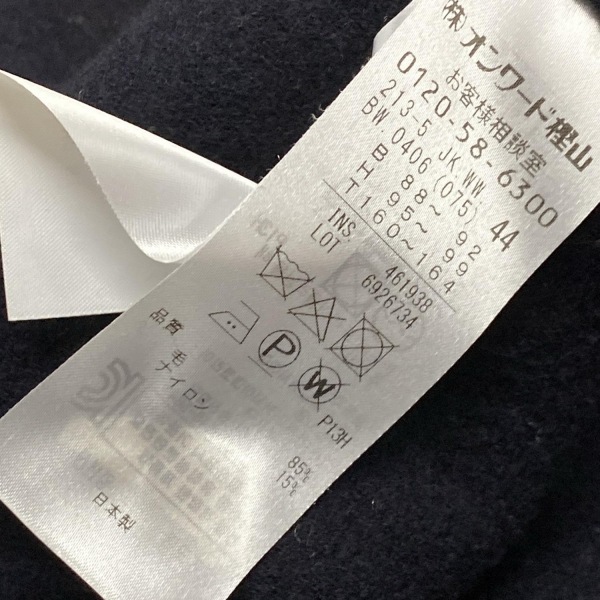 ㈱オンワード樫山
お客様相談室
0120-58-6300
213-5 JK.WW.
BW.0406(075) 44
B 88~ 92
H 95~ 99
T160~164
INS 461938
LOT 6926734
P W
P13H
品質 毛 85%
ナイロン 15%
日本製